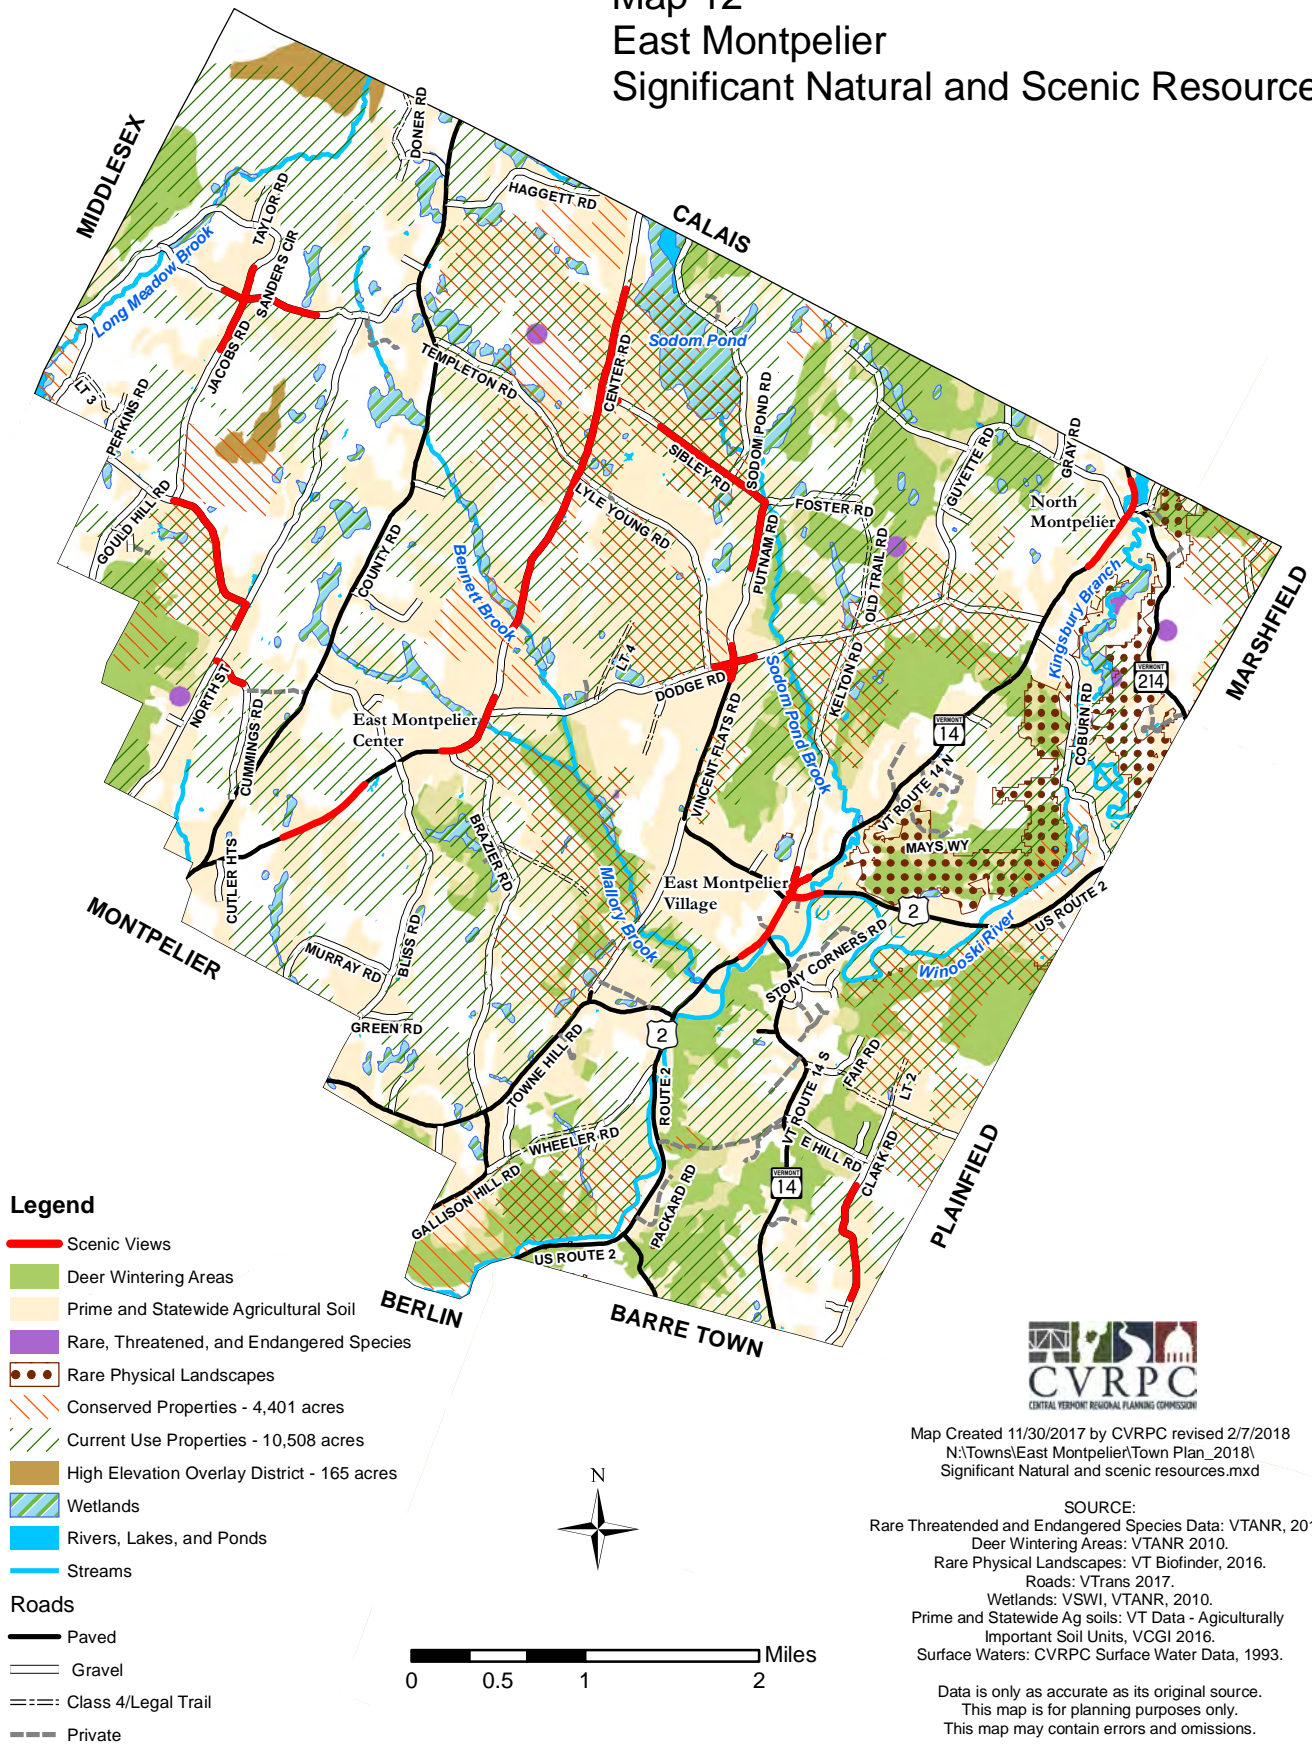 Map 12
East Montpelier
Significant Natural and Scenic Resource
MIDDLESEX
CALAIS
MARSHFIELD
PLAINFIELD
BARRE TOWN
BERLIN
MONTPELIER
DONER RD
HAGGETT RD
TAYLOR RD
SANDERS CIR
Long Meadow Brook
JACOBS RD
LT 3
PERKINS RD
GOULD HILL RD
TEMPLETON RD
CENTER RD
Sodom Pond
SODOM POND RD
SIBLEY RD
LYLE YOUNG RD
PUTNAM RD
FOSTER RD
OLD TRAIL RD
GUYETTE RD
GRAY RD
North
Montpelier
Kingsbury Branch
VERMONT
214
COBURN RD
COUNTY RD
Bennett Brook
LT 4
DODGE RD
Sodom Pond Brook
KELTON RD
VERMONT
14
VT ROUTE 14 N
NORTH ST
CUMMINGS RD
East Montpelier
Center
VINCENT FLATS RD
MAYS WY
BRAZIER RD
CUTLER HTS
East Montpelier
Village
2
US ROUTE 2
Mallory Brook
BLISS RD
MURRAY RD
STONY CORNERS RD
Winooski River
GREEN RD
2
TOWNE HILL RD
ROUTE 2
VT ROUTE 14 S
FAIR RD
LT 2
WHEELER RD
E HILL RD
CLARK RD
GALLISON HILL RD
PACKARD RD
VERMONT
14
US ROUTE 2
Legend
Scenic Views
Deer Wintering Areas
Prime and Statewide Agricultural Soil
Rare, Threatened, and Endangered Species
Rare Physical Landscapes
Conserved Properties - 4,401 acres
Current Use Properties - 10,508 acres
High Elevation Overlay District - 165 acres
Wetlands
Rivers, Lakes, and Ponds
Streams
Roads
Paved
Gravel
Class 4/Legal Trail
Private
N
Miles
0 0.5 1 2
CVRPC
CENTRAL VERMONT REGIONAL PLANNING COMMISSION
Map Created 11/30/2017 by CVRPC revised 2/7/2018
N:\Towns\East Montpelier\Town Plan_2018\
Significant Natural and scenic resources.mxd
SOURCE:
Rare Threatended and Endangered Species Data: VTANR, 201
Deer Wintering Areas: VTANR 2010.
Rare Physical Landscapes: VT Biofinder, 2016.
Roads: VTrans 2017.
Wetlands: VSWI, VTANR, 2010.
Prime and Statewide Ag soils: VT Data - Agiculturally
Important Soil Units, VCGI 2016.
Surface Waters: CVRPC Surface Water Data, 1993.
Data is only as accurate as its original source.
This map is for planning purposes only.
This map may contain errors and omissions.